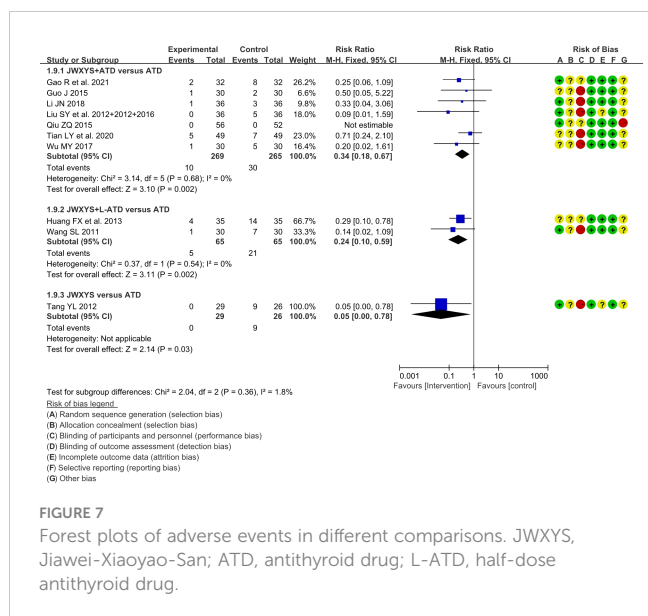 Experimental Control Risk Ratio Risk Ratio Risk of Bias
Study or Subgroup Events Total Events Total Weight M-H, Fixed, 95% CI M-H, Fixed, 95% CI A B C D E F G
1.9.1 JWXYS+ATD versus ATD
Gao R et al. 2021 2 32 8 32 26.2% 0.25 [0.06, 1.09]
Guo J 2015 1 30 2 30 6.6% 0.50 [0.05, 5.22]
Li JN 2018 1 36 3 36 9.8% 0.33 [0.04, 3.06]
Liu SY et al. 2012+2012+2016 0 36 5 36 18.0% 0.09 [0.01, 1.59]
Qiu ZQ 2015 0 56 0 52 Not estimable
Tian LY et al. 2020 5 49 7 49 23.0% 0.71 [0.24, 2.10]
Wu MY 2017 1 30 5 30 16.4% 0.20 [0.02, 1.61]
Subtotal (95% CI) 269 265 100.0% 0.34 [0.18, 0.67]
Total events 10 30
Heterogeneity: Chi² = 3.14, df = 5 (P = 0.68); I² = 0%
Test for overall effect: Z = 3.10 (P = 0.002)
1.9.2 JWXYS+L-ATD versus ATD
Huang FX et al. 2013 4 35 14 35 66.7% 0.29 [0.10, 0.78]
Wang SL 2011 1 30 7 30 33.3% 0.14 [0.02, 1.09]
Subtotal (95% CI) 65 65 100.0% 0.24 [0.10, 0.59]
Total events 5 21
Heterogeneity: Chi² = 0.37, df = 1 (P = 0.54); I² = 0%
Test for overall effect: Z = 3.11 (P = 0.002)
1.9.3 JWXYS versus ATD
Tang YL 2012 0 29 9 26 100.0% 0.05 [0.00, 0.78]
Subtotal (95% CI) 29 26 100.0% 0.05 [0.00, 0.78]
Total events 0 9
Heterogeneity: Not applicable
Test for overall effect: Z = 2.14 (P = 0.03)
0.001 0.1 1 10 1000
Favours [Intervention] Favours [control]
Test for subgroup differences: Chi² = 2.04, df = 2 (P = 0.36), I² = 1.8%
Risk of bias legend
(A) Random sequence generation (selection bias)
(B) Allocation concealment (selection bias)
(C) Blinding of participants and personnel (performance bias)
(D) Blinding of outcome assessment (detection bias)
(E) Incomplete outcome data (attrition bias)
(F) Selective reporting (reporting bias)
(G) Other bias
FIGURE 7
Forest plots of adverse events in different comparisons. JWXYS,
Jiawei-Xiaoyao-San; ATD, antithyroid drug; L-ATD, half-dose
antithyroid drug.